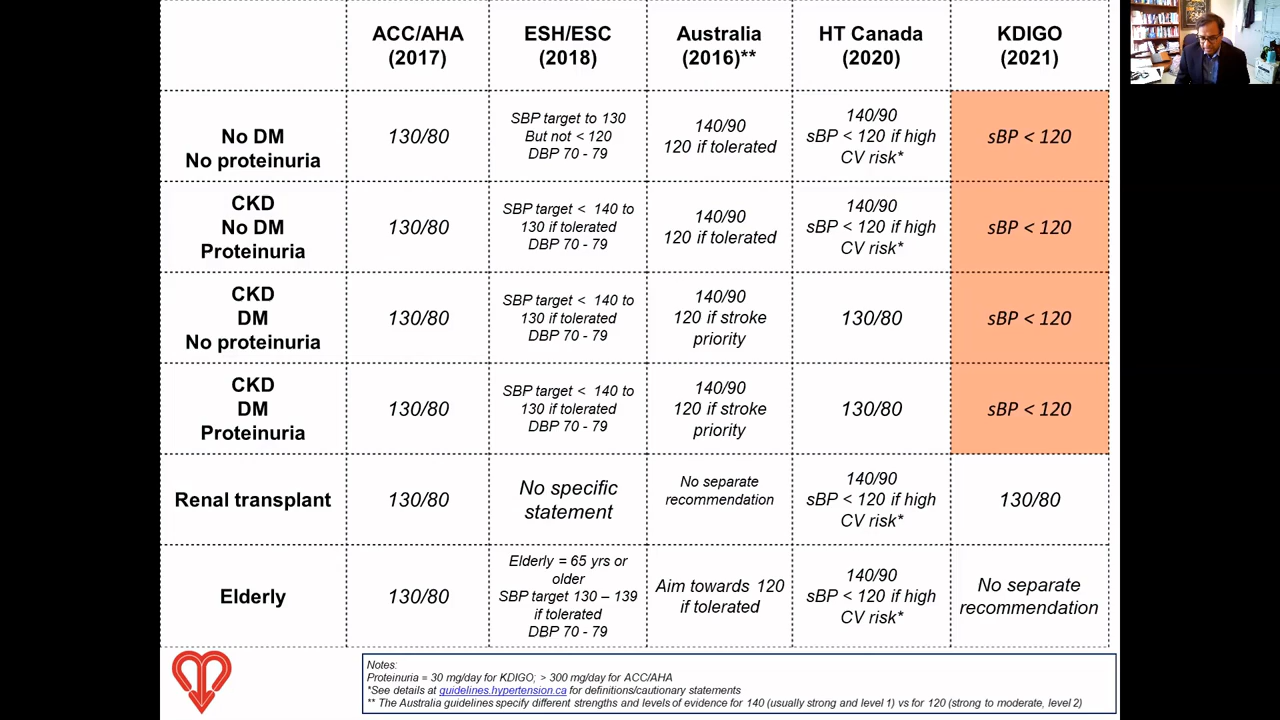 ACC/AHA
(2017)
ESH/ESC
(2018)
Australia
(2016)**
HT Canada
(2020)
KDIGO
(2021)
No DM
No proteinuria
130/80
SBP target to 130
But not < 120
DBP 70 - 79
140/90
120 if tolerated
140/90
sBP < 120 if high
CV risk*
sBP < 120
CKD
No DM
Proteinuria
130/80
SBP target < 140 to
130 if tolerated
DBP 70 - 79
140/90
120 if tolerated
140/90
sBP < 120 if high
CV risk*
sBP < 120
CKD
DM
No proteinuria
130/80
SBP target < 140 to
130 if tolerated
DBP 70 - 79
140/90
120 if stroke
priority
130/80
sBP < 120
CKD
DM
Proteinuria
130/80
SBP target < 140 to
130 if tolerated
DBP 70 - 79
140/90
120 if stroke
priority
130/80
sBP < 120
Renal transplant
130/80
No specific
statement
No separate
recommendation
140/90
sBP < 120 if high
CV risk*
130/80
Elderly
130/80
Elderly = 65 yrs or
older
SBP target 130 – 139
if tolerated
DBP 70 - 79
Aim towards 120
if tolerated
140/90
sBP < 120 if high
CV risk*
No separate
recommendation
Notes:
Proteinuria = 30 mg/day for KDIGO; > 300 mg/day for ACC/AHA
*See details at guidelines.hypertension.ca for definitions/cautionary statements
** The Australia guidelines specify different strengths and levels of evidence for 140 (usually strong and level 1) vs for 120 (strong to moderate, level 2)